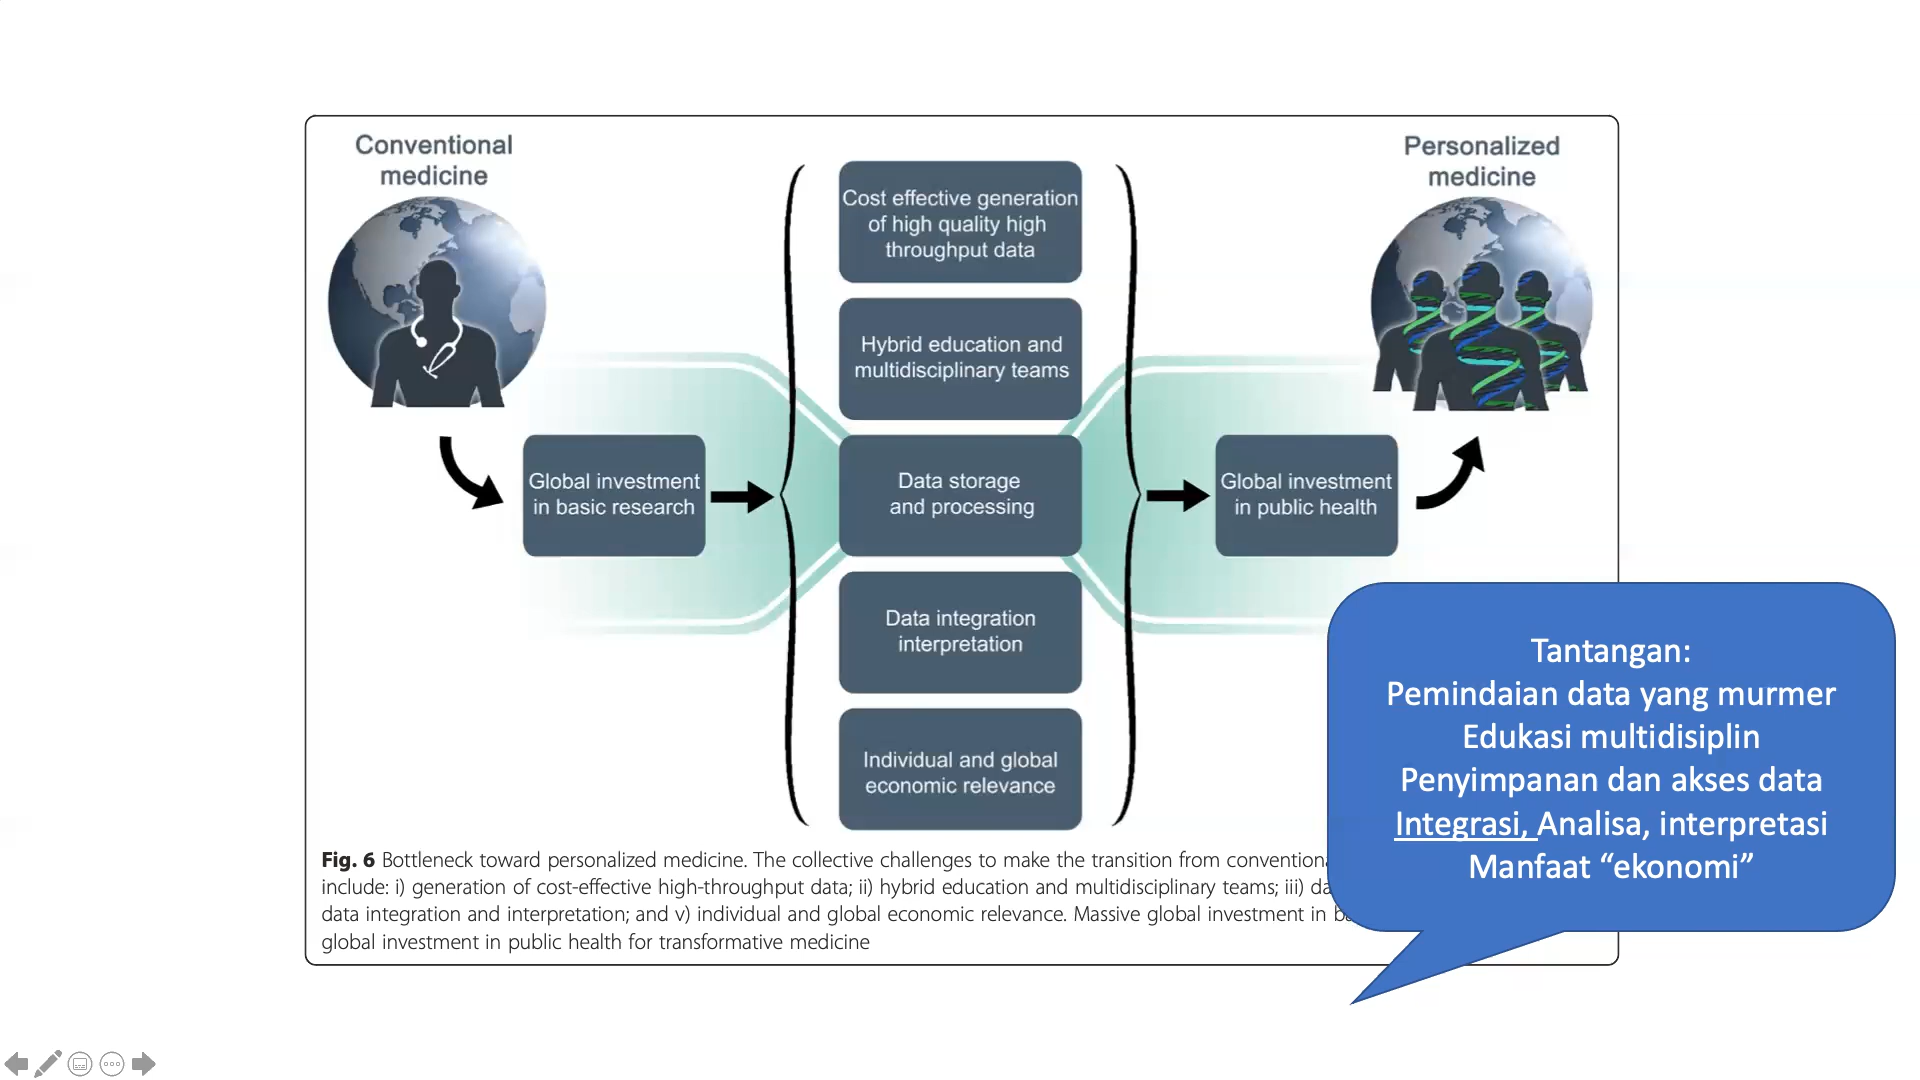 Conventional
medicine
Personalized
medicine
Cost effective generation
of high quality high
throughput data
Hybrid education and
multidisciplinary teams
Global investment
in basic research
Data storage
and processing
Global investment
in public health
Data integration
interpretation
Individual and global
economic relevance
Tantangan:
Pemindaian data yang murmer
Edukasi multidisiplin
Penyimpanan dan akses data
Integrasi, Analisa, interpretasi
Manfaat “ekonomi”
Fig. 6 Bottleneck toward personalized medicine. The collective challenges to make the transition from
include: i) generation of cost-effective high-throughput data; ii) hybrid education and multidisciplinary teams; iii)
data integration and interpretation; and v) individual and global economic relevance. Massive global investment in
global investment in public health for transformative medicine